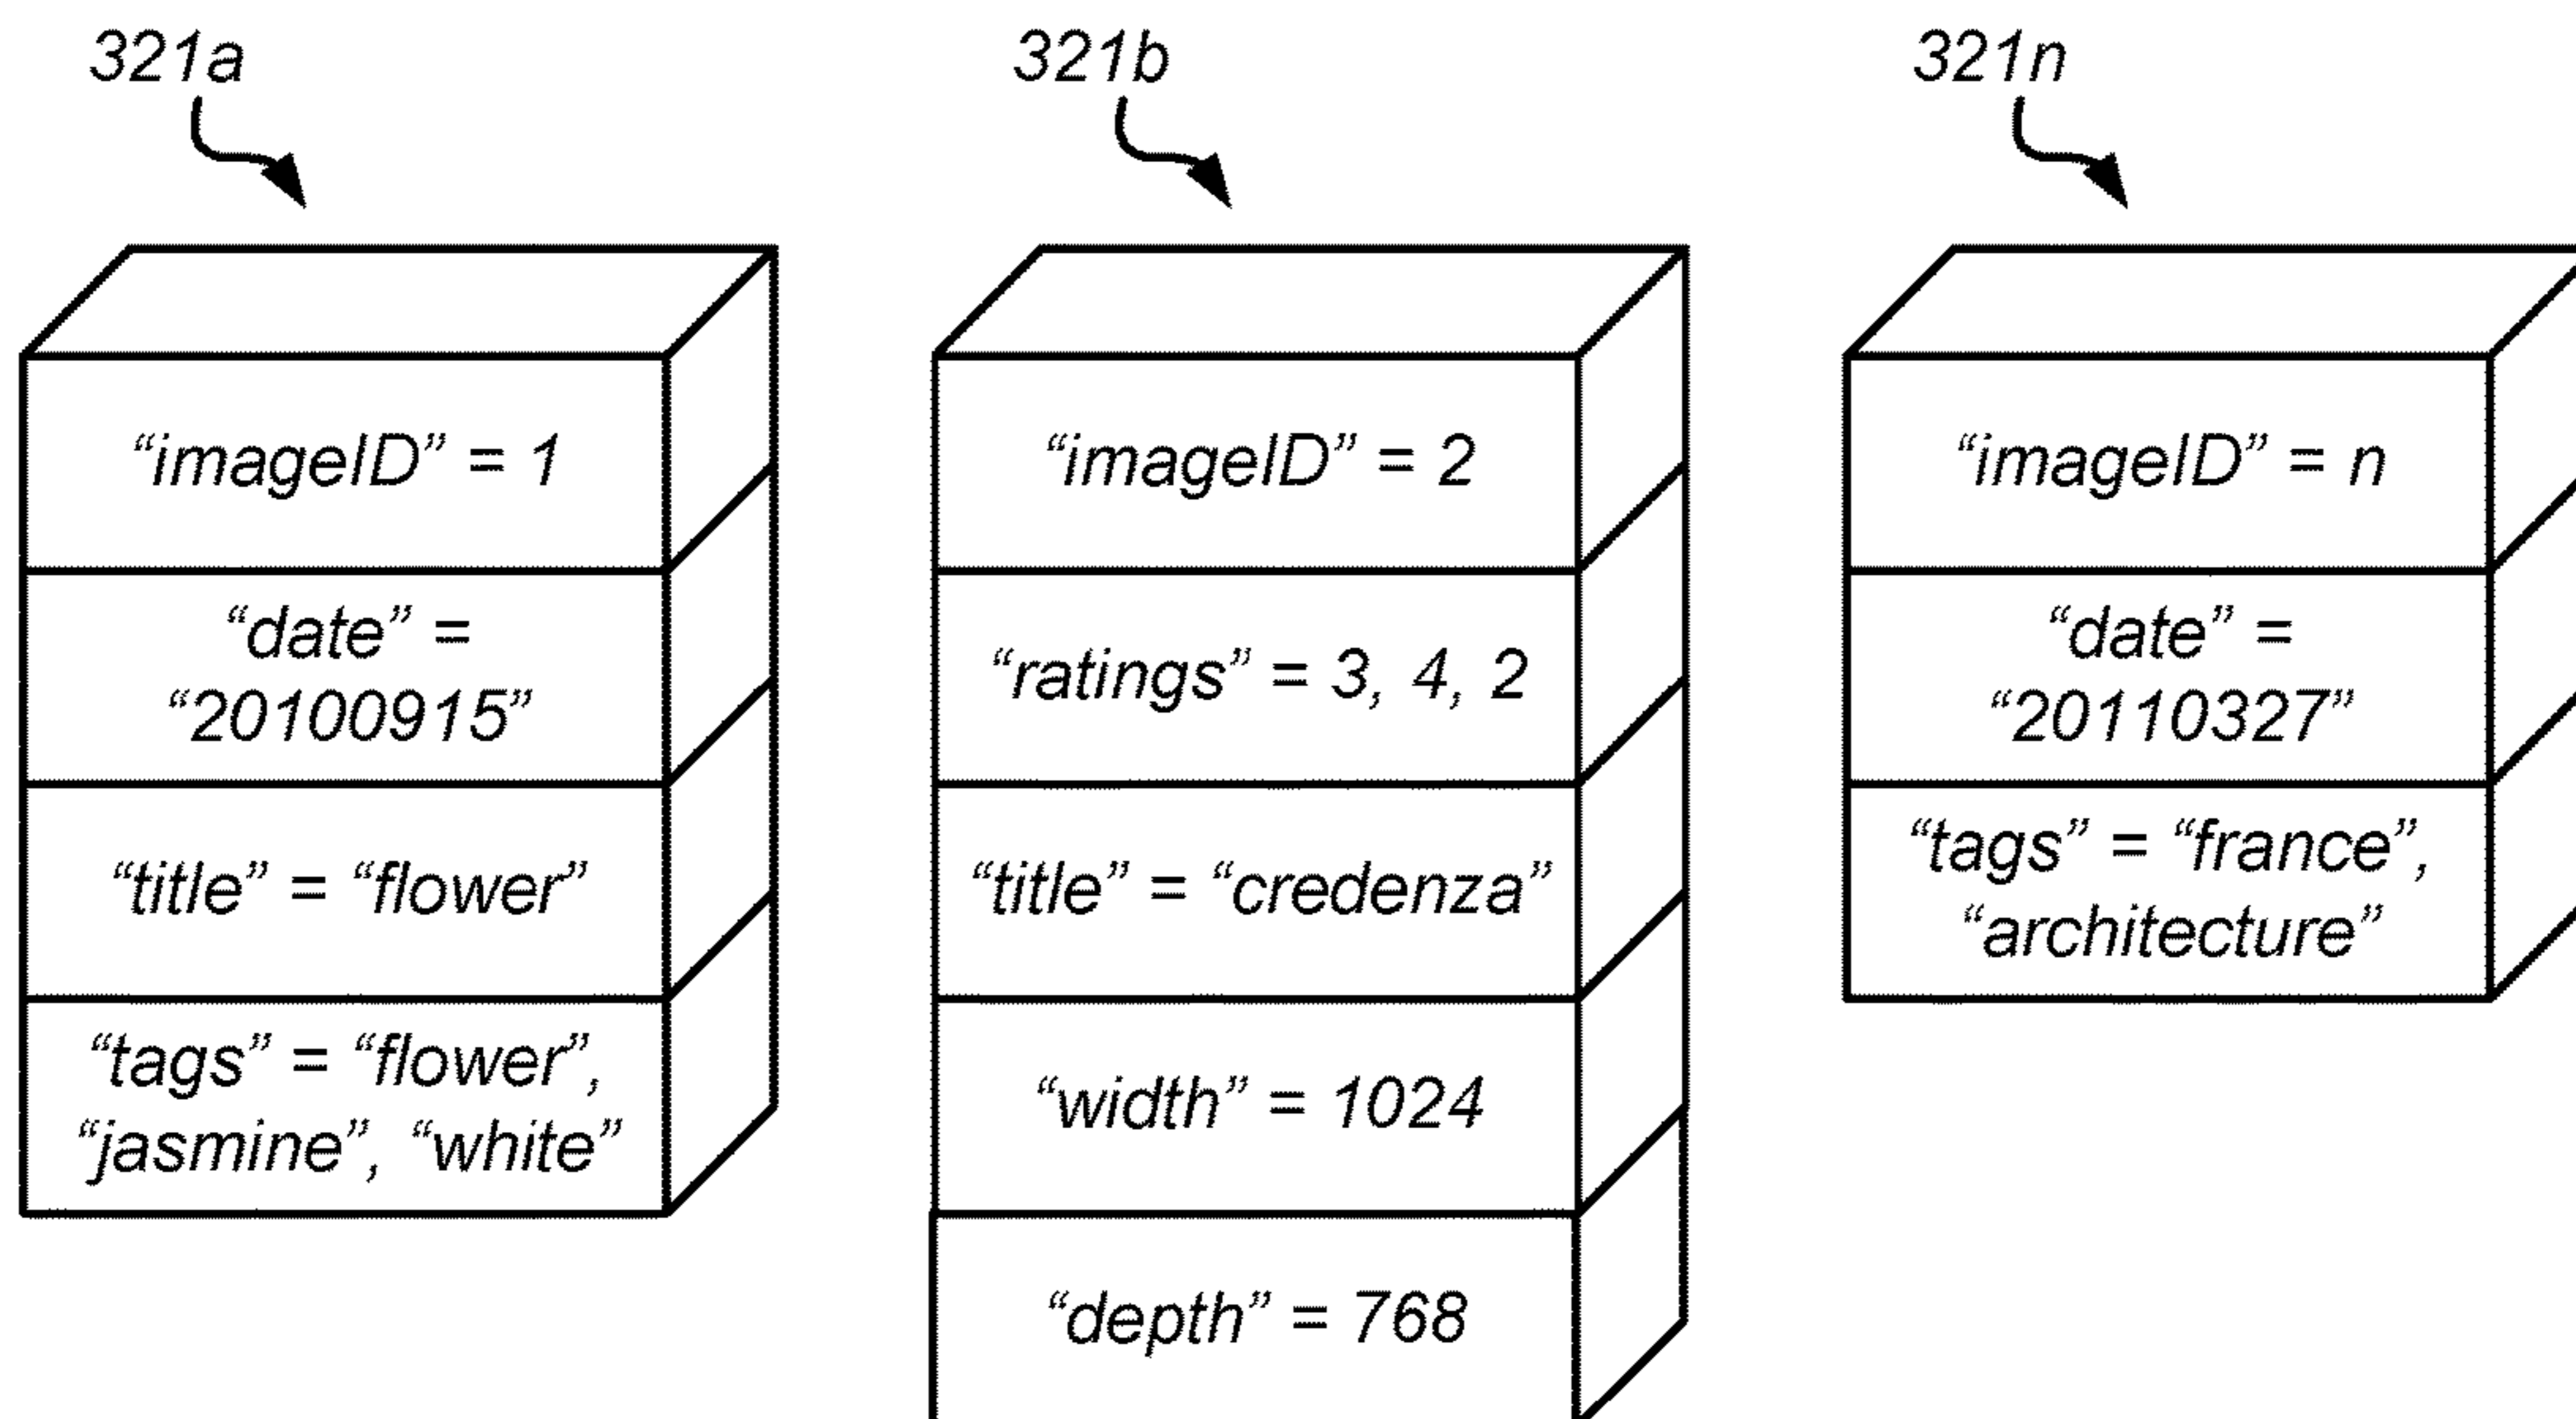 321a
“imageID” = 1
“date” =
“20100915”
“title” = “flower”
“tags” = “flower”,
“jasmine”, “white”
321b
“imageID” = 2
“ratings” = 3, 4, 2
“title” = “credenza”
“width” = 1024
“depth” = 768
321n
“imageID” = n
“date” =
“20110327”
“tags” = “france”,
“architecture”